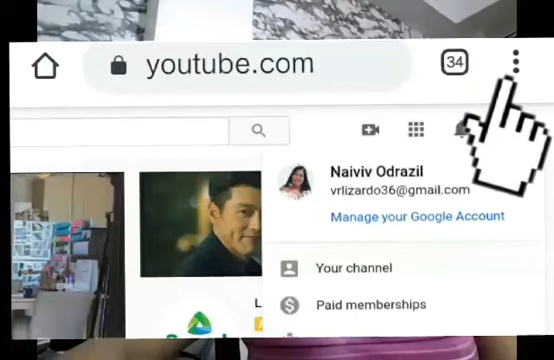 youtube.com
34
Naiviv Odrazil
vrlizardo36@gmail.com
Manage your Google Account
Your channel
Paid memberships